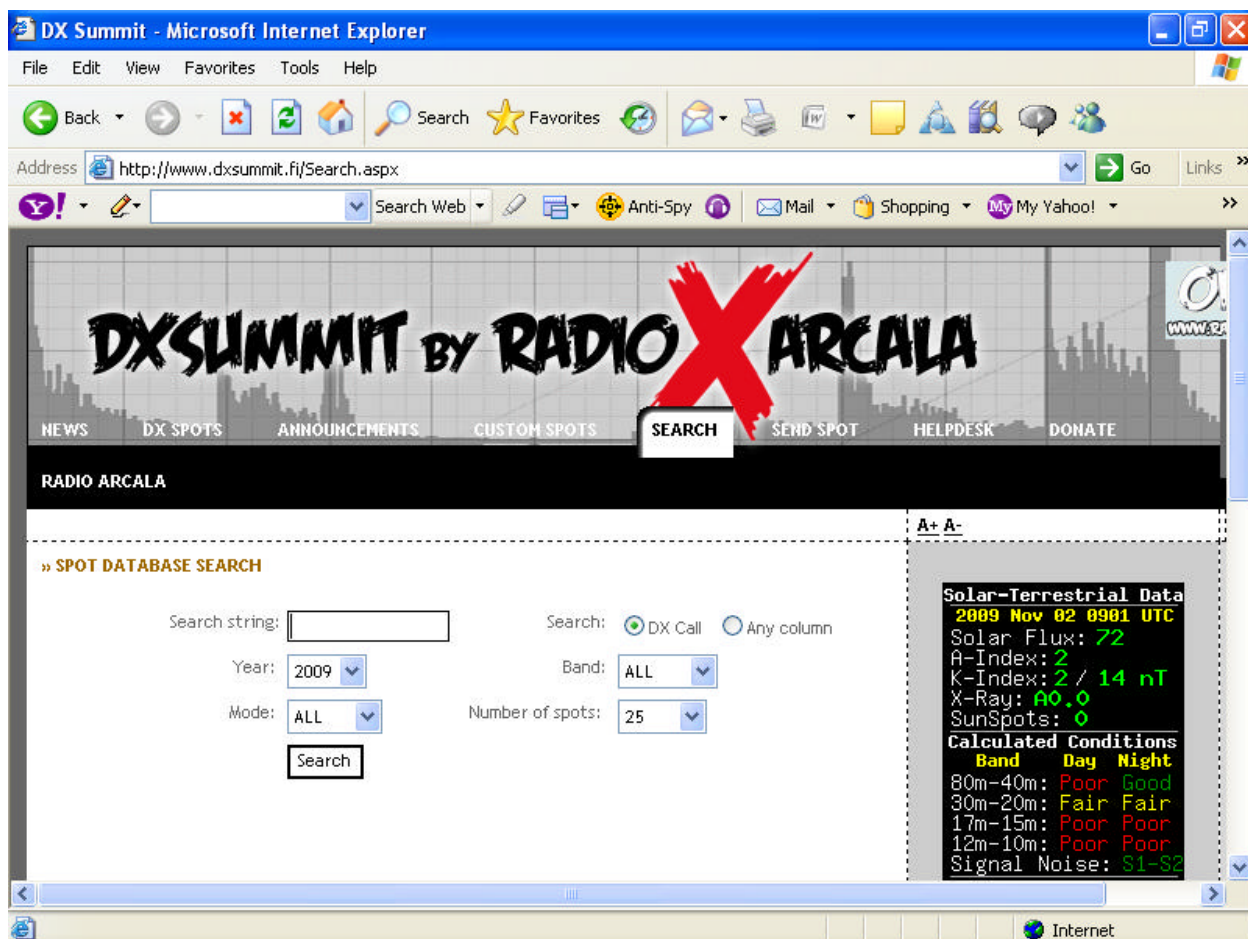 DX Summit - Microsoft Internet Explorer
File Edit View Favorites Tools Help
Back Search Favorites
Address http://www.dxsummit.fi/Search.aspx Go Links »
Y! Search Web Anti-Spy Mail Shopping My My Yahoo! »
DXSUMMIT BY RADIO X ARCALA
NEWS DX SPOTS ANNOUNCEMENTS CUSTOM SPOTS SEARCH SEND SPOT HELPDESK DONATE
RADIO ARCALA
A+ A-
» SPOT DATABASE SEARCH
Search string: Search: DX Call Any column
Year: 2009 Band: ALL
Mode: ALL Number of spots: 25
Search
Solar-Terrestrial Data
2009 Nov 02 0901 UTC
Solar Flux: 72
A-Index: 2
K-Index: 2 / 14 nT
X-Ray: A0.0
SunSpots: 0
Calculated Conditions
Band Day Night
80m-40m: Poor Good
30m-20m: Fair Fair
17m-15m: Poor Poor
12m-10m: Poor Poor
Signal Noise: S1-S2
Internet